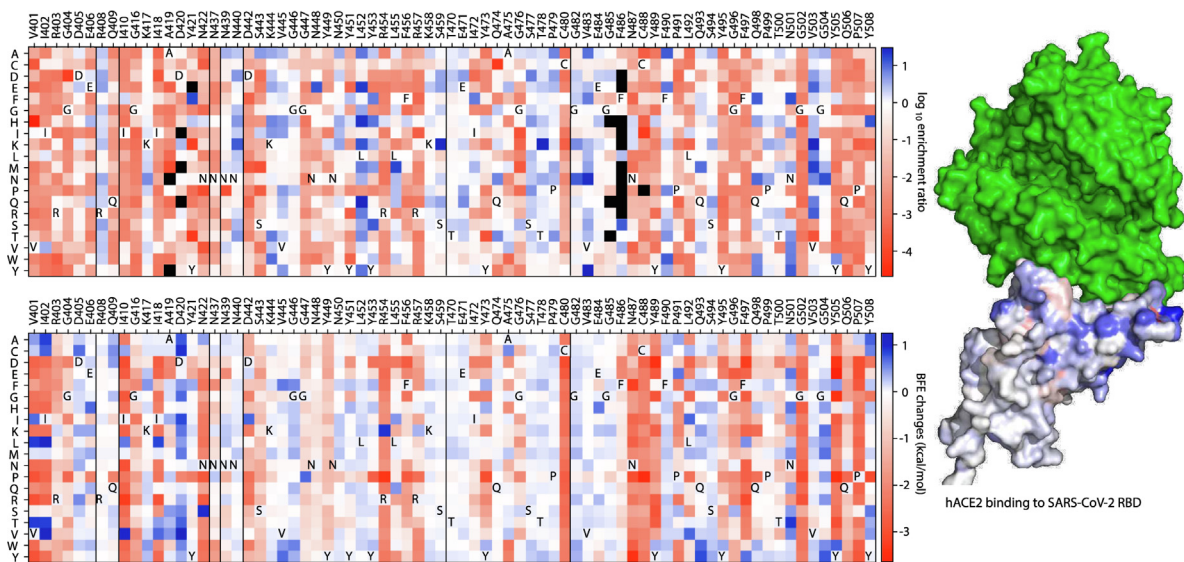 V401 I402 R403 G404 D405 E406 R408 Q409 I410 G416 K417 I418 A419 D420 Y421 N422 N437 N439 N440 D442 S443 K444 V445 G446 G447 N448 Y449 N450 Y451 L452 Y453 R454 L455 F456 R457 K458 S459 T470 E471 I472 Y473 Q474 A475 G476 S477 T478 P479 C480 G482 V483 E484 G485 F486 N487 C488 Y489 F490 P491 L492 Q493 S494 Y495 G496 F497 Q498 P499 T500 N501 G502 V503 G504 Y505 Q506 P507 Y508
A A A
C C C
D D D D
E E E E
F F F F F
G G G G G G G G G G G
H
I I I I I
K K K K
L L L L
M
N N N N N N N N N
P P P P P
Q Q Q Q Q Q
R R R R R
S S S S S
T T T T
V V V V V
W
Y Y Y Y Y Y Y Y Y Y
1
0
-1
-2
-3
-4
log 10 enrichment ratio
V401 I402 R403 G404 D405 E406 R408 Q409 I410 G416 K417 I418 A419 D420 Y421 N422 N437 N439 N440 D442 S443 K444 V445 G446 G447 N448 Y449 N450 Y451 L452 Y453 R454 L455 F456 R457 K458 S459 T470 E471 I472 Y473 Q474 A475 G476 S477 T478 P479 C480 G482 V483 E484 G485 F486 N487 C488 Y489 F490 P491 L492 Q493 S494 Y495 G496 F497 Q498 P499 T500 N501 G502 V503 G504 Y505 Q506 P507 Y508
A A A
C C C
D D D D
E E E E
F F F F F
G G G G G G G G G G G
H
I I I I I
K K K K
L L L L
M
N N N N N N N N N
P P P P P
Q Q Q Q Q Q
R R R R R
S S S S S
T T T T
V V V V V
W
Y Y Y Y Y Y Y Y Y Y
1
0
-1
-2
-3
BFE changes (kcal/mol)
hACE2 binding to SARS-CoV-2 RBD